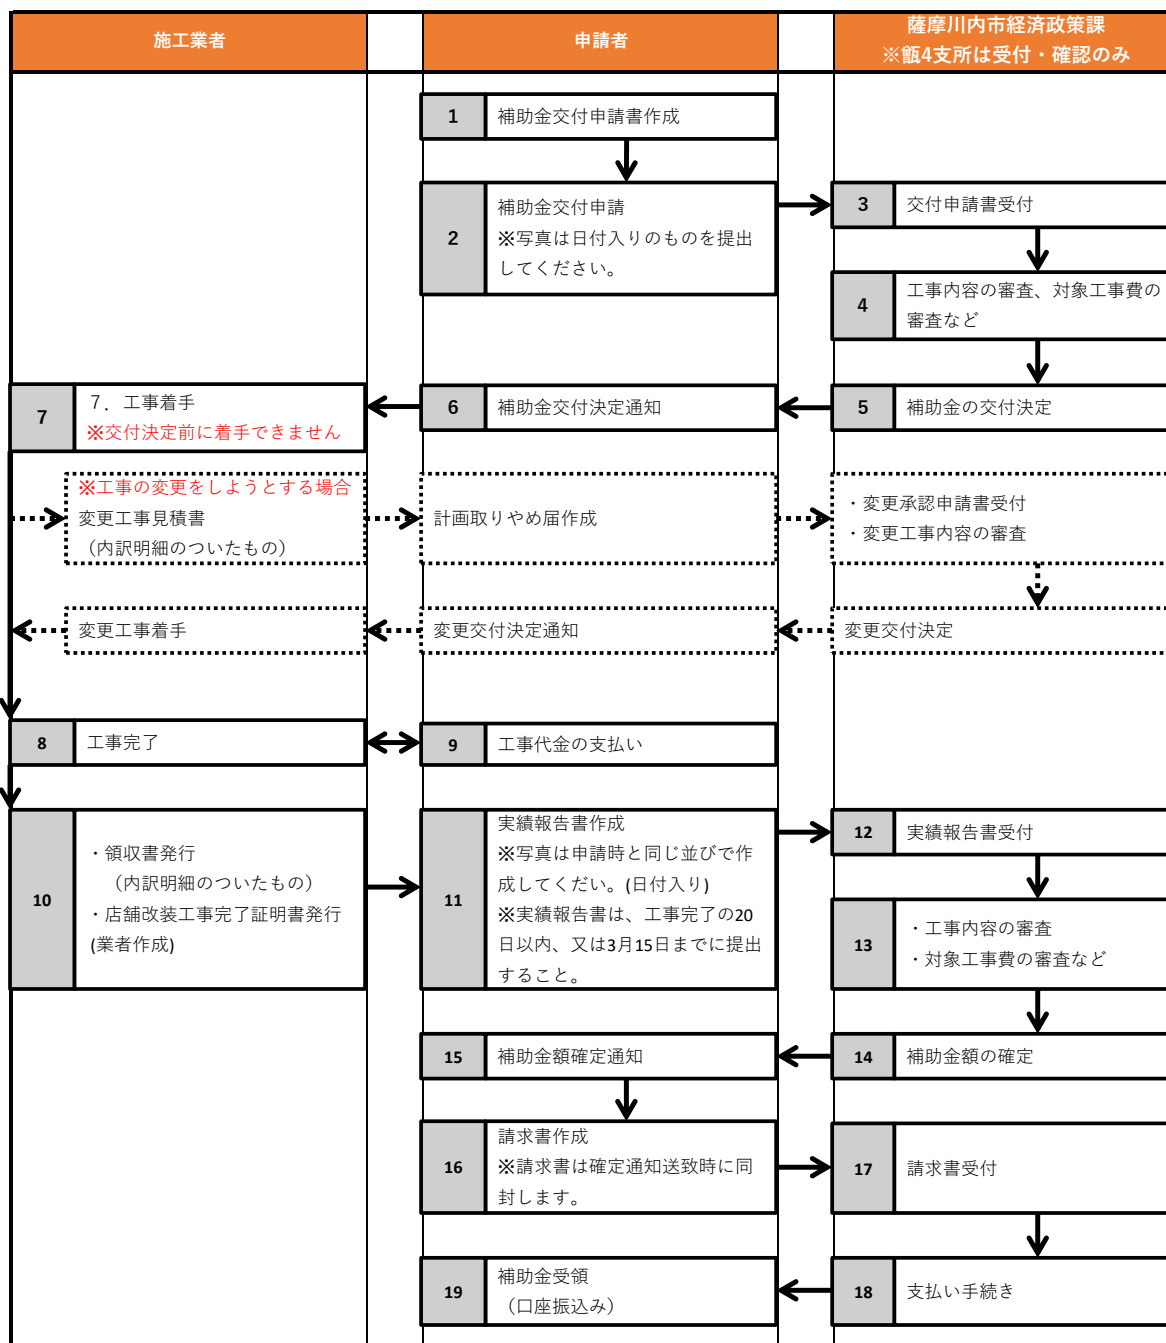 施工業者
申請者
薩摩川内市経済政策課
※甑4支所は受付・確認のみ
1
補助金交付申請書作成
2
補助金交付申請
※写真は日付入りのものを提出
してください。
3
交付申請書受付
4
工事内容の審査、対象工事費の
審査など
7
７．工事着手
※交付決定前に着手できません
6
補助金交付決定通知
5
補助金の交付決定
※工事の変更をしようとする場合
変更工事見積書
（内訳明細のついたもの）
計画取りやめ届作成
・変更承認申請書受付
・変更工事内容の審査
変更工事着手
変更交付決定通知
変更交付決定
8
工事完了
9
工事代金の支払い
10
・領収書発行
（内訳明細のついたもの）
・店舗改装工事完了証明書発行
(業者作成)
11
実績報告書作成
※写真は申請時と同じ並びで作
成してくだい。(日付入り)
※実績報告書は、工事完了の20
日以内、又は3月15日までに提出
すること。
12
実績報告書受付
13
・工事内容の審査
・対象工事費の審査など
15
補助金額確定通知
14
補助金額の確定
16
請求書作成
※請求書は確定通知送致時に同
封します。
17
請求書受付
19
補助金受領
（口座振込み）
18
支払い手続き